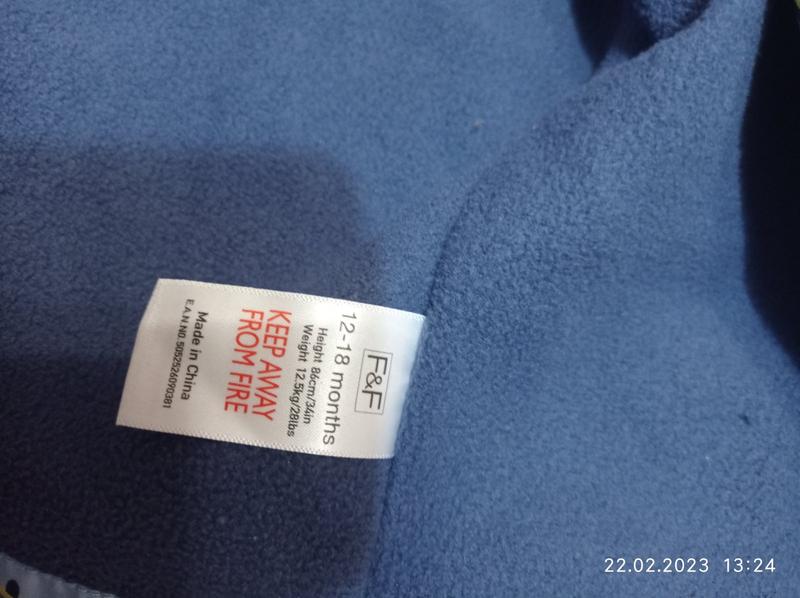 F&F
12-18 months
Height 86cm/34in
Weight 12.5kg/28lbs
KEEP AWAY
FROM FIRE
Made in China
E.A.N.NO. 5052526090381
22.02.2023 13:24